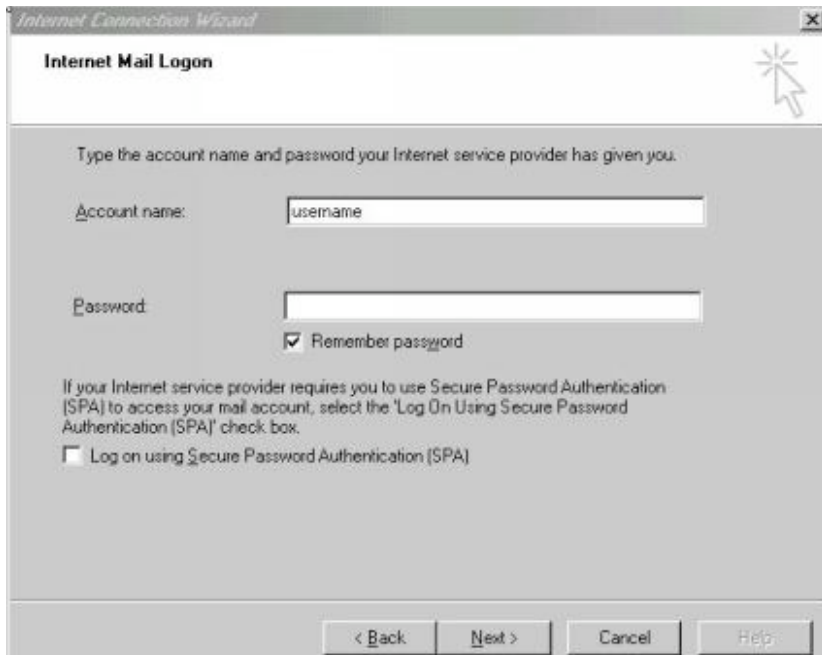 Internet Connection Wizard
Internet Mail Logon
Type the account name and password your Internet service provider has given you.
Account name:
username
Password:
Remember password
If your Internet service provider requires you to use Secure Password Authentication
(SPA) to access your mail account, select the 'Log On Using Secure Password
Authentication (SPA)' check box.
Log on using Secure Password Authentication (SPA)
< Back
Next >
Cancel
Help